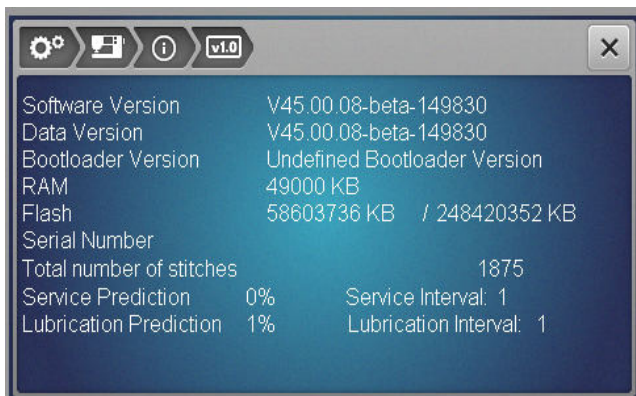 v1.0
Software Version V45.00.08-beta-149830
Data Version V45.00.08-beta-149830
Bootloader Version Undefined Bootloader Version
RAM 49000 KB
Flash 58603736 KB / 248420352 KB
Serial Number
Total number of stitches 1875
Service Prediction 0% Service Interval: 1
Lubrication Prediction 1% Lubrication Interval: 1